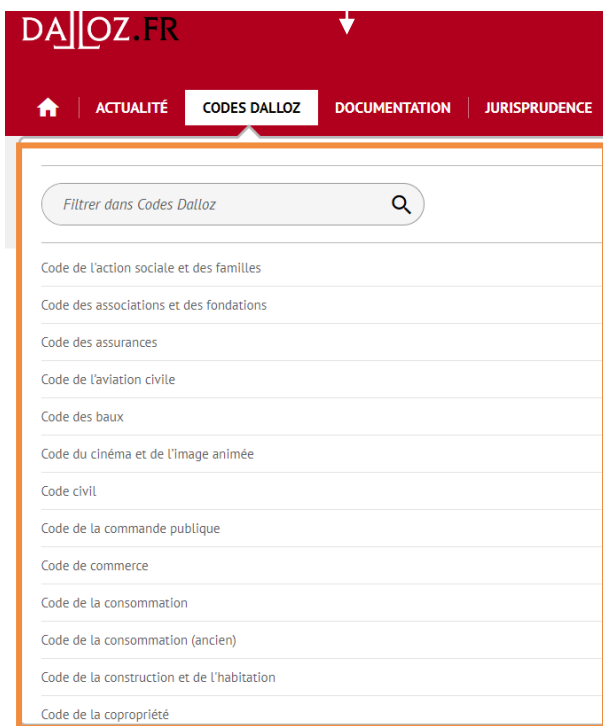 DALLOZ.FR
ACTUALITÉ CODES DALLOZ DOCUMENTATION JURISPRUDENCE
Filtrer dans Codes Dalloz
Code de l'action sociale et des familles
Code des associations et des fondations
Code des assurances
Code de l'aviation civile
Code des baux
Code du cinéma et de l'image animée
Code civil
Code de la commande publique
Code de commerce
Code de la consommation
Code de la consommation (ancien)
Code de la construction et de l'habitation
Code de la copropriété